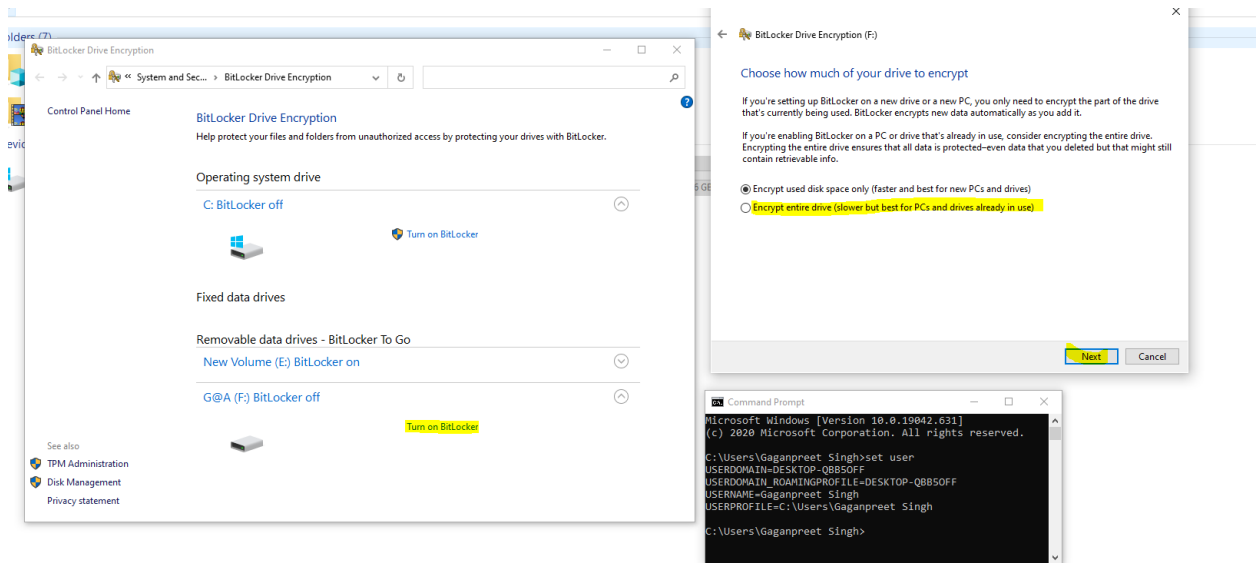 BitLocker Drive Encryption
System and Sec... › BitLocker Drive Encryption
Control Panel Home
BitLocker Drive Encryption
Help protect your files and folders from unauthorized access by protecting your drives with BitLocker.
Operating system drive
C: BitLocker off
Turn on BitLocker
Fixed data drives
Removable data drives - BitLocker To Go
New Volume (E:) BitLocker on
G@A (F:) BitLocker off
Turn on BitLocker
See also
TPM Administration
Disk Management
Privacy statement
BitLocker Drive Encryption (F:)
Choose how much of your drive to encrypt
If you're setting up BitLocker on a new drive or a new PC, you only need to encrypt the part of the drive
that's currently being used. BitLocker encrypts new data automatically as you add it.
If you're enabling BitLocker on a PC or drive that's already in use, consider encrypting the entire drive.
Encrypting the entire drive ensures that all data is protected–even data that you deleted but that might still
contain retrievable info.
Encrypt used disk space only (faster and best for new PCs and drives)
Encrypt entire drive (slower but best for PCs and drives already in use)
Next Cancel
Command Prompt
Microsoft Windows [Version 10.0.19042.631]
(c) 2020 Microsoft Corporation. All rights reserved.
C:\Users\Gaganpreet Singh>set user
USERDOMAIN=DESKTOP-QBB5OFF
USERDOMAIN_ROAMINGPROFILE=DESKTOP-QBB5OFF
USERNAME=Gaganpreet Singh
USERPROFILE=C:\Users\Gaganpreet Singh
C:\Users\Gaganpreet Singh>